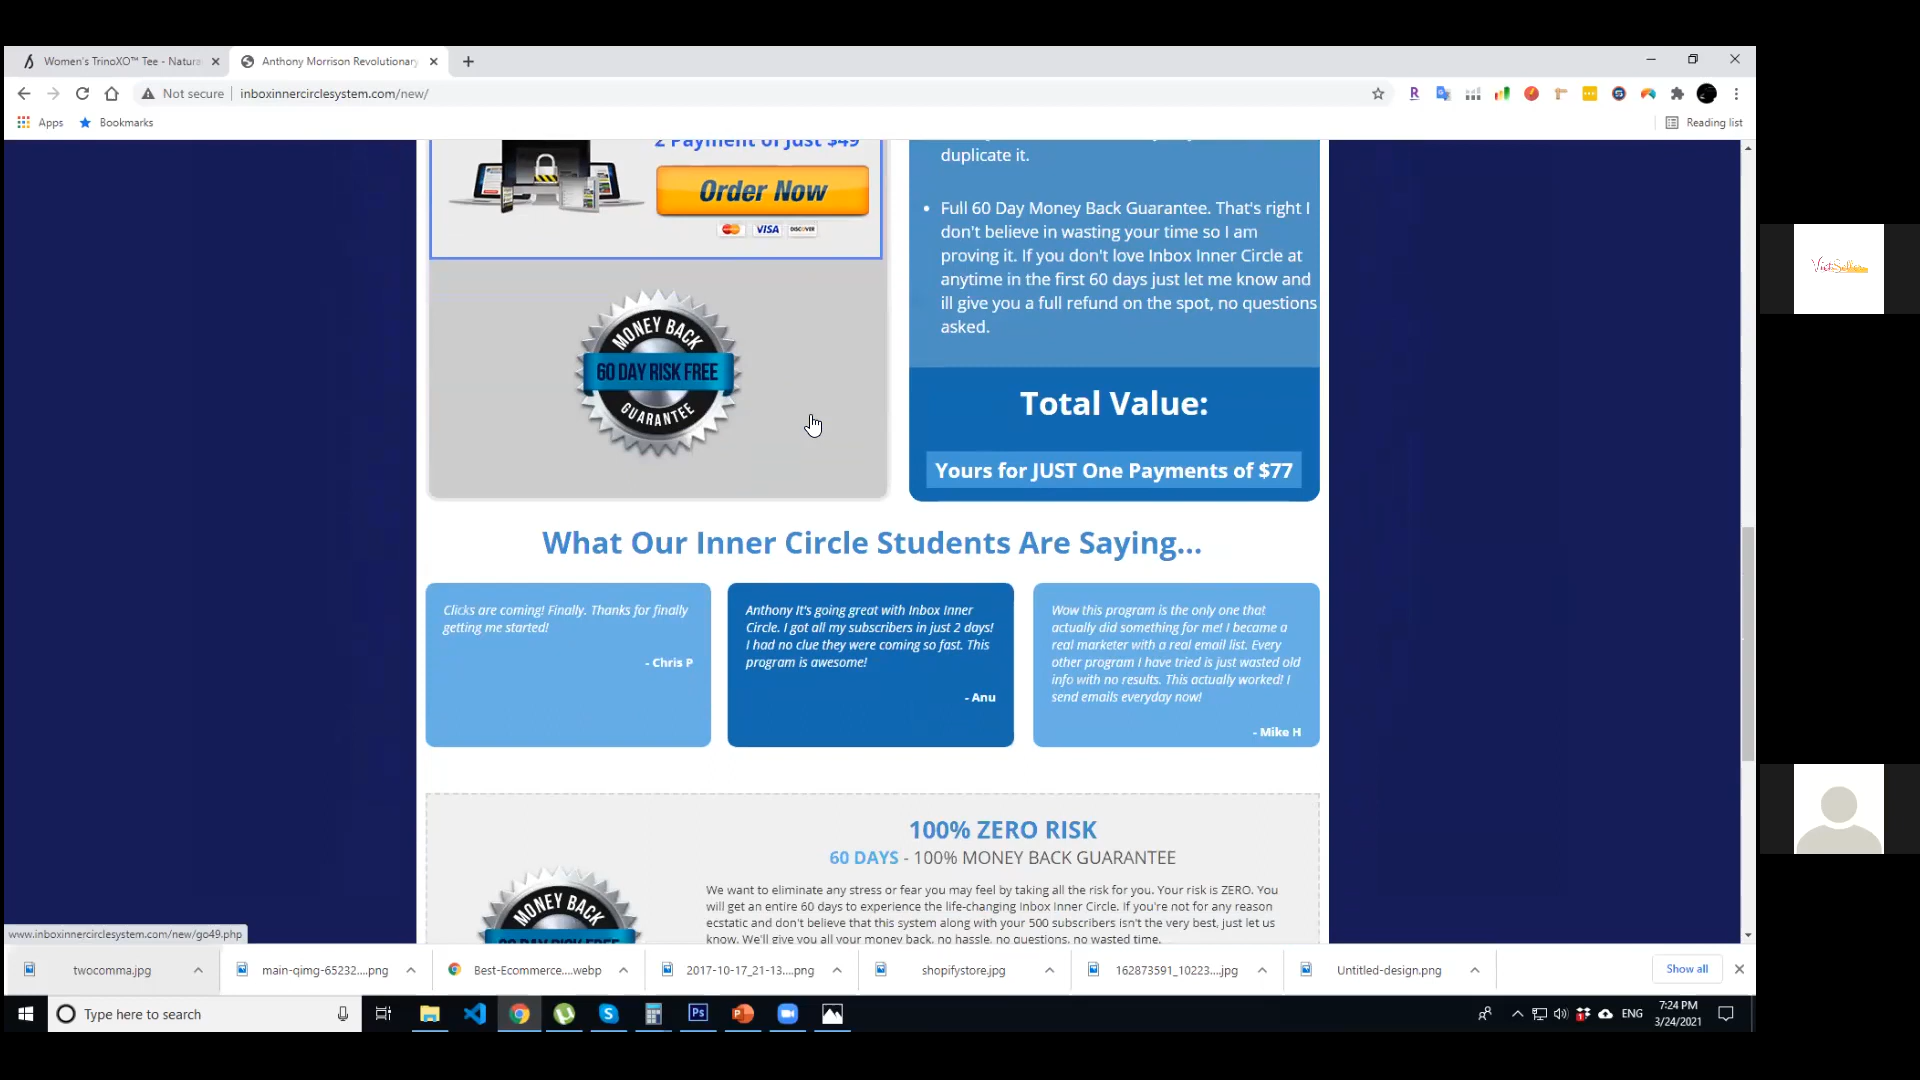 Women's TrinoXO™ Tee - Natura
Anthony Morrison Revolutionary
Not secure
inboxinnercirclesystem.com/new/
Apps
Bookmarks
Reading list
2 Payment of Just $49
Order Now
VISA
DISCOVER
MONEY BACK
60 DAY RISK FREE
GUARANTEE
duplicate it.
• Full 60 Day Money Back Guarantee. That's right I
don't believe in wasting your time so I am
proving it. If you don't love Inbox Inner Circle at
anytime in the first 60 days just let me know and
ill give you a full refund on the spot, no questions
asked.
Total Value:
Yours for JUST One Payments of $77
What Our Inner Circle Students Are Saying...
Clicks are coming! Finally. Thanks for finally
getting me started!
- Chris P
Anthony It's going great with Inbox Inner
Circle. I got all my subscribers in just 2 days!
I had no clue they were coming so fast. This
program is awesome!
- Anu
Wow this program is the only one that
actually did something for me! I became a
real marketer with a real email list. Every
other program I have tried is just wasted old
info with no results. This actually worked! I
send emails everyday now!
- Mike H
100% ZERO RISK
60 DAYS - 100% MONEY BACK GUARANTEE
We want to eliminate any stress or fear you may feel by taking all the risk for you. Your risk is ZERO. You
will get an entire 60 days to experience the life-changing Inbox Inner Circle. If you're not for any reason
ecstatic and don't believe that this system along with your 500 subscribers isn't the very best, just let us
know. We'll give you all your money back, no hassle, no questions, no wasted time.
MONEY BACK
60 DAY RISK FREE
www.inboxinnercirclesystem.com/new/go49.php
twocomma.jpg
main-qimg-65232....png
Best-Ecommerce....webp
2017-10-17_21-13....png
shopifystore.jpg
162873591_10223....jpg
Untitled-design.png
Show all
Type here to search
ENG
7:24 PM
3/24/2021